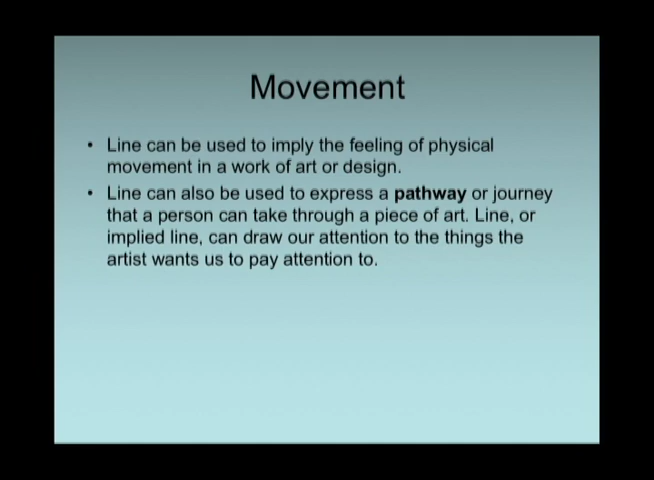 Movement
• Line can be used to imply the feeling of physical
movement in a work of art or design.
• Line can also be used to express a pathway or journey
that a person can take through a piece of art. Line, or
implied line, can draw our attention to the things the
artist wants us to pay attention to.